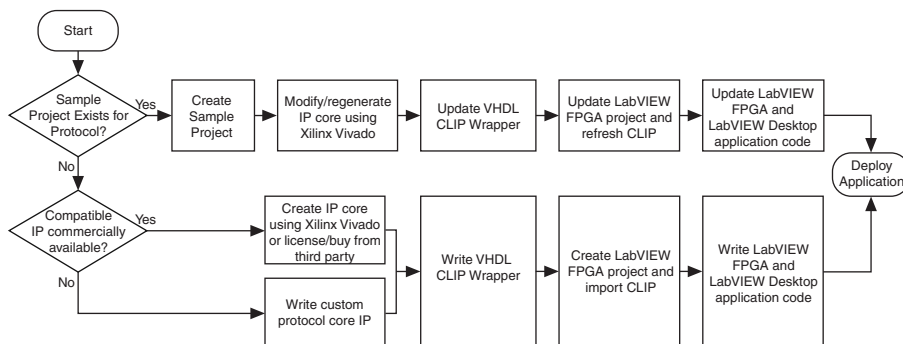 Start
Sample
Project Exists for
Protocol?
Yes
No
Create
Sample
Project
Modify/regenerate
IP core using
Xilinx Vivado
Update VHDL
CLIP Wrapper
Update LabVIEW
FPGA project and
refresh CLIP
Update LabVIEW
FPGA and
LabVIEW Desktop
application code
Deploy
Application
Compatible
IP commercially
available?
Yes
No
Create IP core
using Xilinx Vivado
or license/buy from
third party
Write custom
protocol core IP
Write VHDL
CLIP Wrapper
Create LabVIEW
FPGA project and
import CLIP
Write LabVIEW
FPGA and
LabVIEW Desktop
application code